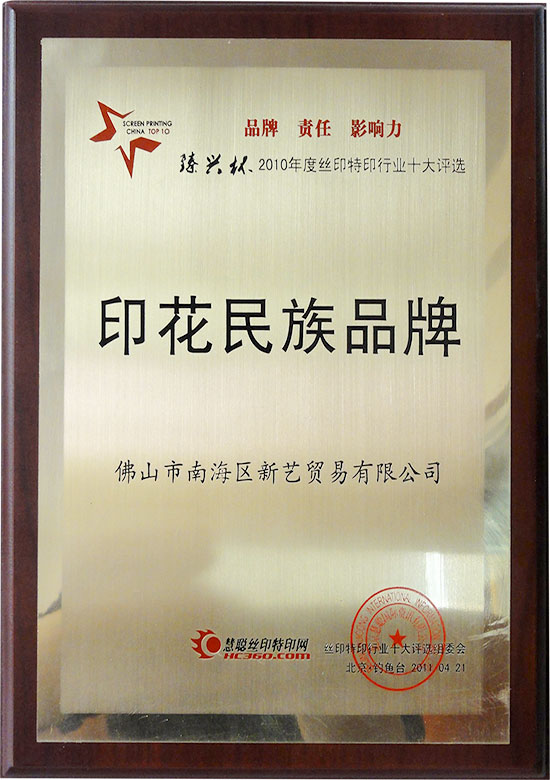 SCREEN PRINTING
CHINA TOP 10
品牌 责任 影响力
臻兴杯、2010年度丝印特印行业十大评选
印花民族品牌
佛山市南海区新艺贸易有限公司
慧聪丝印特印网
HC360.com
丝印特印行业十大评选组委会
北京·钓鱼台 2011 04 21
INTERNATIONAL